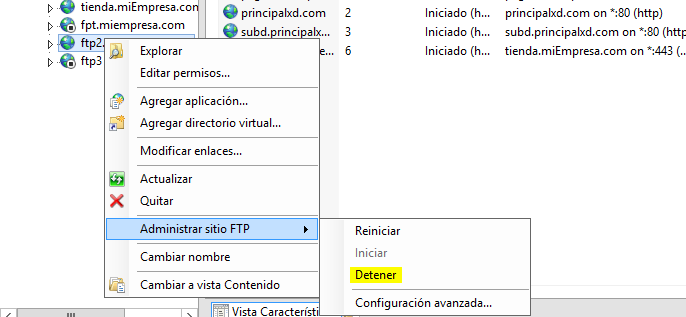 tienda.miEmpresa.com
fpt.miempresa.com
ftp2.
ftp3
principalxd.com 2 Iniciado (h... principalxd.com on *:80 (http)
subd.principalx... 3 Iniciado (h... subd.principalxd.com on *:80 (http)
6 Iniciado (h... tienda.miEmpresa.com on *:443 (...
Explorar
Editar permisos...
Agregar aplicación...
Agregar directorio virtual...
Modificar enlaces...
Actualizar
Quitar
Administrar sitio FTP
Cambiar nombre
Cambiar a vista Contenido
Reiniciar
Iniciar
Detener
Configuración avanzada...
Vista Característi